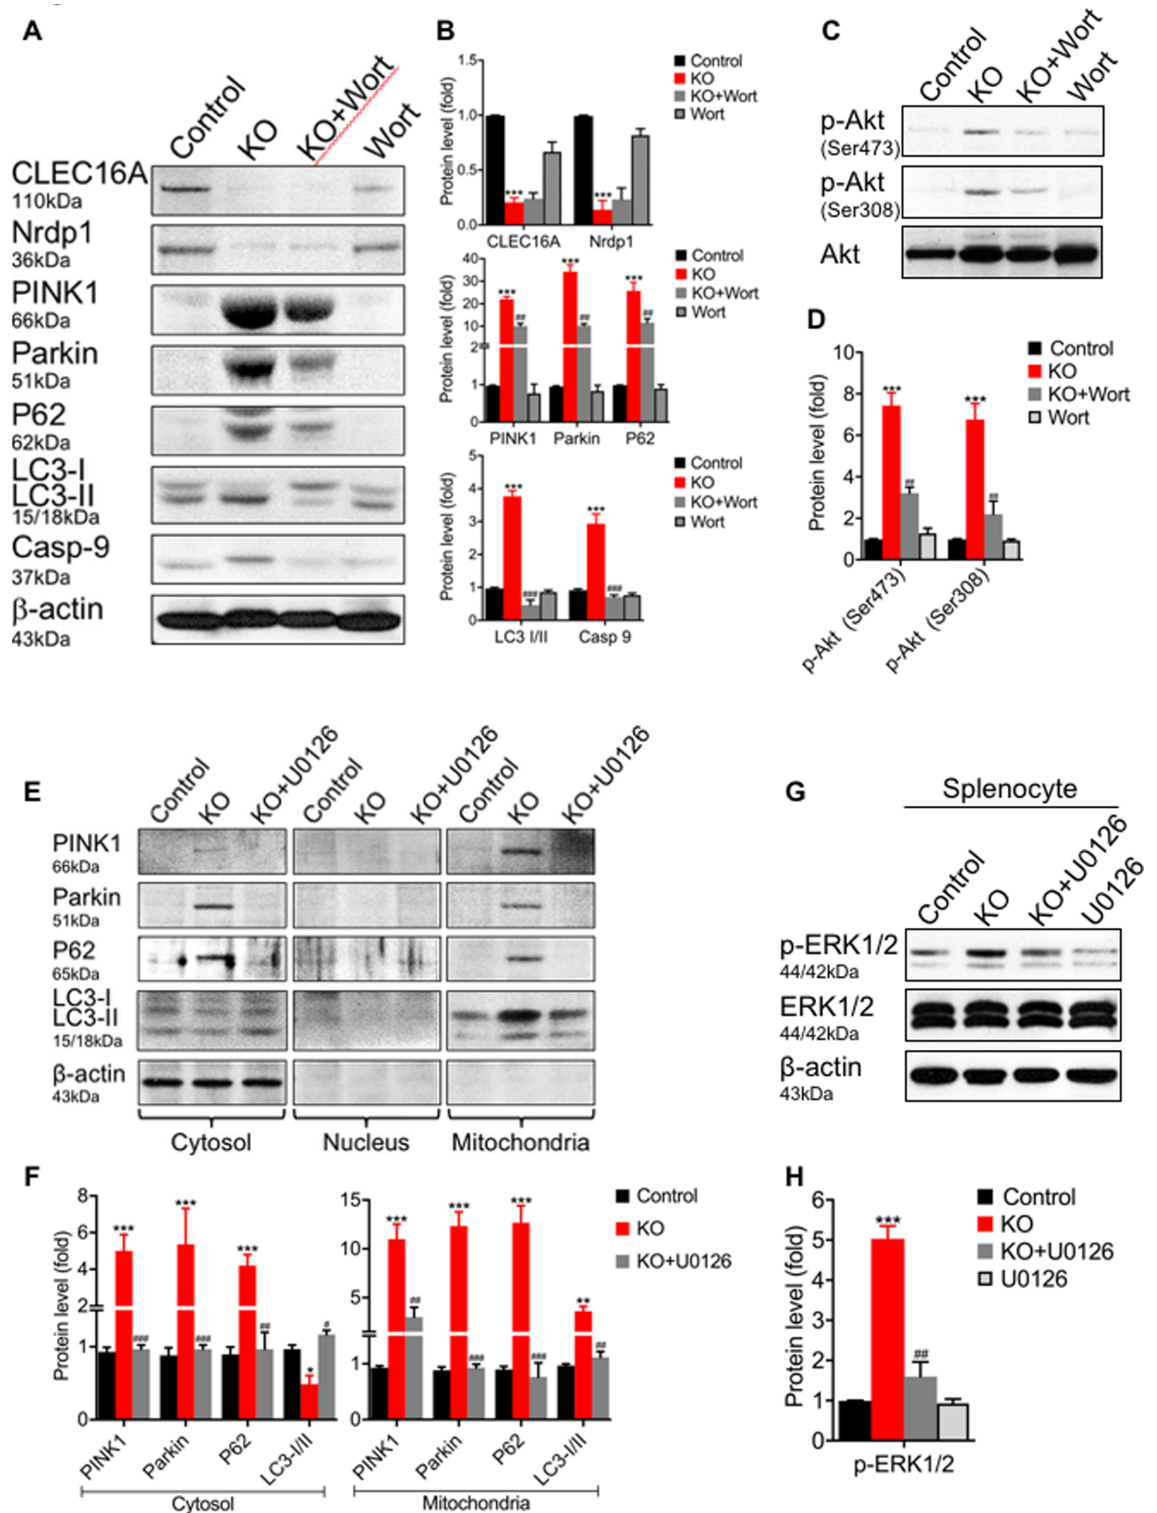 A
Control
KO
KO+Wort
Wort
CLEC16A
110kDa
Nrdp1
36kDa
PINK1
66kDa
Parkin
51kDa
P62
62kDa
LC3-I
LC3-II
15/18kDa
Casp-9
37kDa
β-actin
43kDa
B
Protein level (fold)
1.5
1.0
0.5
0.0
*** ***
CLEC16A Nrdp1
Control
KO
KO+Wort
Wort
Protein level (fold)
40
30
20
10
2
1
0
*** ## *** ## *** ##
PINK1 Parkin P62
Control
KO
KO+Wort
Wort
Protein level (fold)
5
4
3
2
1
0
*** ### *** ###
LC3 I/II Casp 9
Control
KO
KO+Wort
Wort
C
Control
KO
KO+Wort
Wort
p-Akt
(Ser473)
p-Akt
(Ser308)
Akt
D
Protein level (fold)
10
8
6
4
2
0
*** ## *** ##
p-Akt (Ser473)
p-Akt (Ser308)
Control
KO
KO+Wort
Wort
E
Control
KO
KO+U0126
Control
KO
KO+U0126
Control
KO
KO+U0126
PINK1
66kDa
Parkin
51kDa
P62
65kDa
LC3-I
LC3-II
15/18kDa
β-actin
43kDa
Cytosol Nucleus Mitochondria
F
Protein level (fold)
8
6
4
2
1
0
*** ### *** ### *** ## * #
PINK1
Parkin
P62
LC3-I/II
Cytosol
15
10
5
1
0
*** ## *** ### *** ### ** ##
PINK1
Parkin
P62
LC3-I/II
Mitochondria
Control
KO
KO+U0126
G
Splenocyte
Control
KO
KO+U0126
U0126
p-ERK1/2
44/42kDa
ERK1/2
44/42kDa
β-actin
43kDa
H
Protein level (fold)
6
5
4
3
2
1
0
*** ##
p-ERK1/2
Control
KO
KO+U0126
U0126